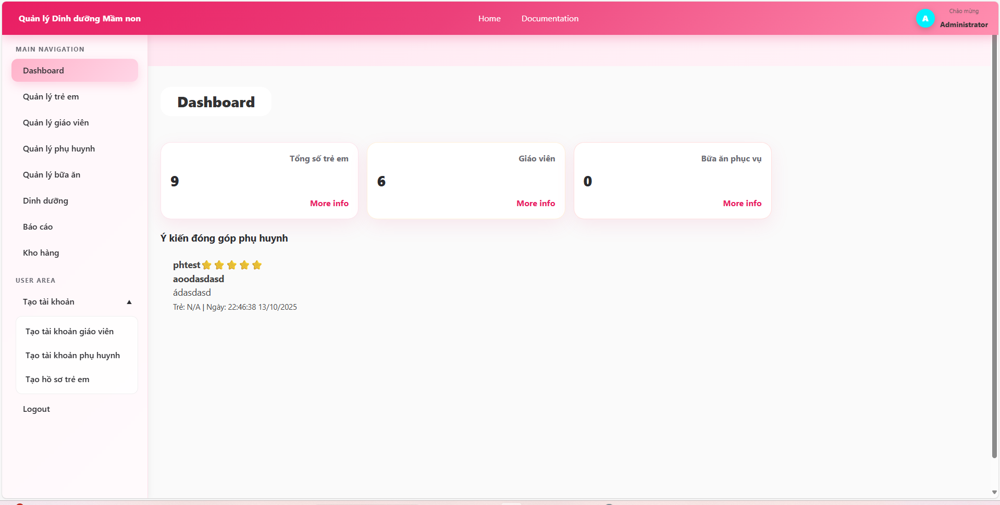 Quản lý Dinh dưỡng Mầm non
Home
Documentation
A
Chào mừng
Administrator
MAIN NAVIGATION
Dashboard
Quản lý trẻ em
Quản lý giáo viên
Quản lý phụ huynh
Quản lý bữa ăn
Dinh dưỡng
Báo cáo
Kho hàng
USER AREA
Tạo tài khoản ▲
Tạo tài khoản giáo viên
Tạo tài khoản phụ huynh
Tạo hồ sơ trẻ em
Logout
Dashboard
Tổng số trẻ em
9
More info
Giáo viên
6
More info
Bữa ăn phục vụ
0
More info
Ý kiến đóng góp phụ huynh
phtest⭐⭐⭐⭐⭐
aoodasdasd
ádasdasd
Trẻ: N/A | Ngày: 22:46:38 13/10/2025